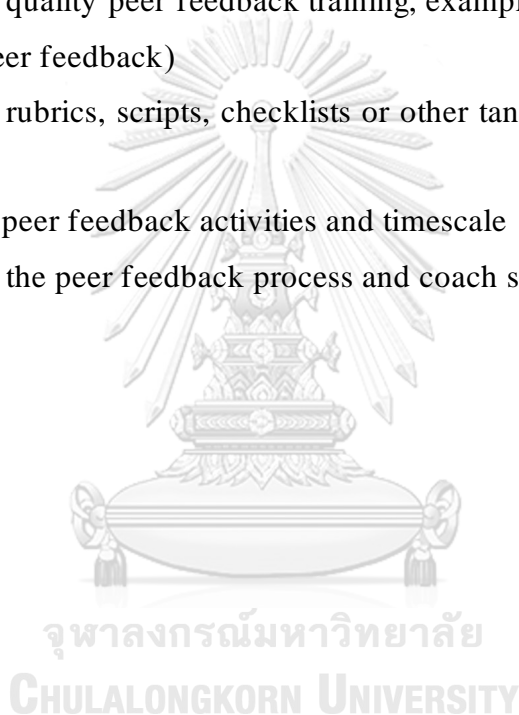 quality peer feedback training, exampl
eer feedback)
rubrics, scripts, checklists or other tan
peer feedback activities and timescale
the peer feedback process and coach s
จุฬาลงกรณ์มหาวิทยาลัย
CHULALONGKORN UNIVERSITY